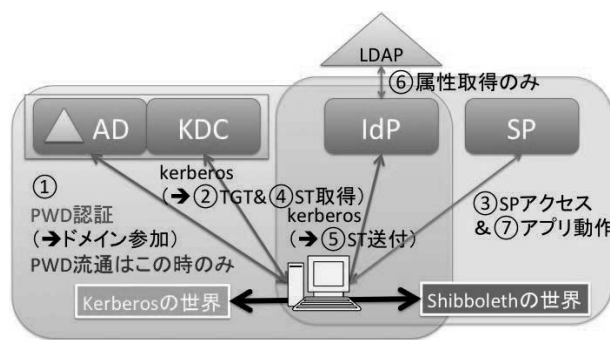 LDAP
⑥属性取得のみ
AD
KDC
IdP
SP
①
PWD認証
(➔ドメイン参加)
PWD流通はこの時のみ
kerberos
(➔②TGT&④ST取得)
kerberos
(➔⑤ST送付)
③SPアクセス
&⑦アプリ動作
Kerberosの世界
Shibbolethの世界